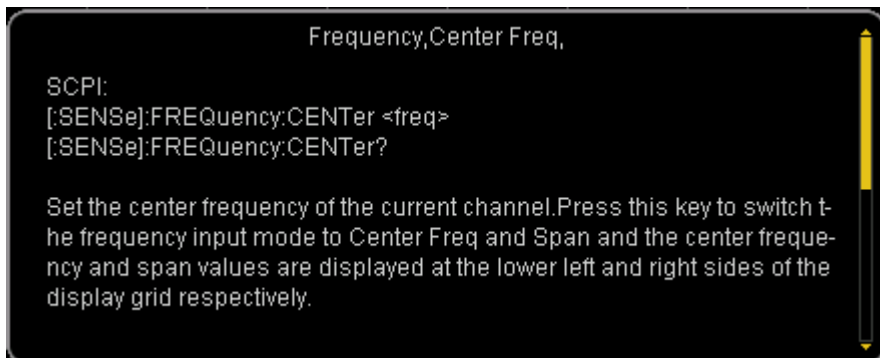 Frequency,Center Freq,
SCPI:
[:SENSe]:FREQuency:CENTer <freq>
[:SENSe]:FREQuency:CENTer?
Set the center frequency of the current channel.Press this key to switch t-
he frequency input mode to Center Freq and Span and the center freque-
ncy and span values are displayed at the lower left and right sides of the
display grid respectively.